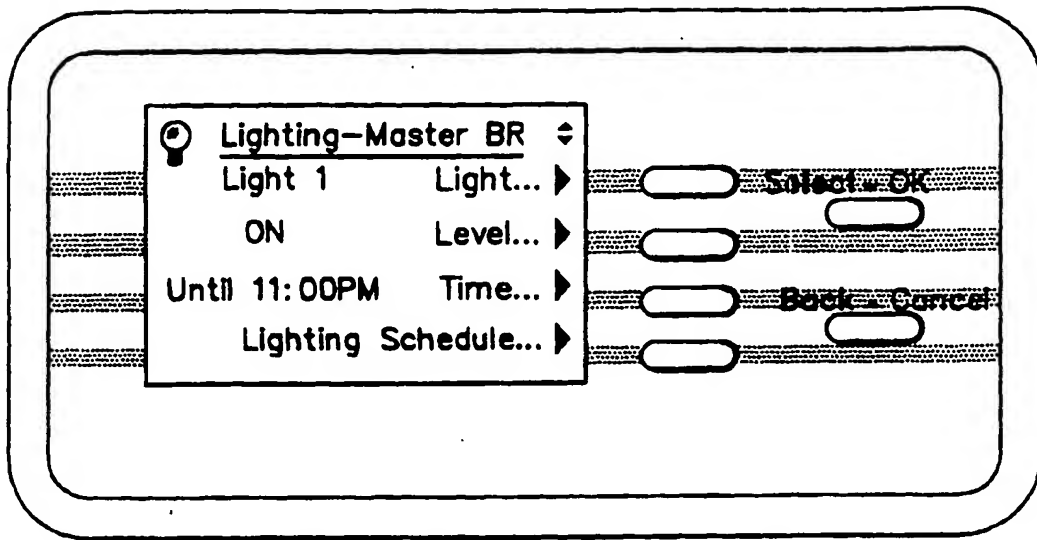 Lighting-Master BR
Light 1 Light...
ON Level...
Until 11:00PM Time...
Lighting Schedule...
Select - OK
Back - Cancel